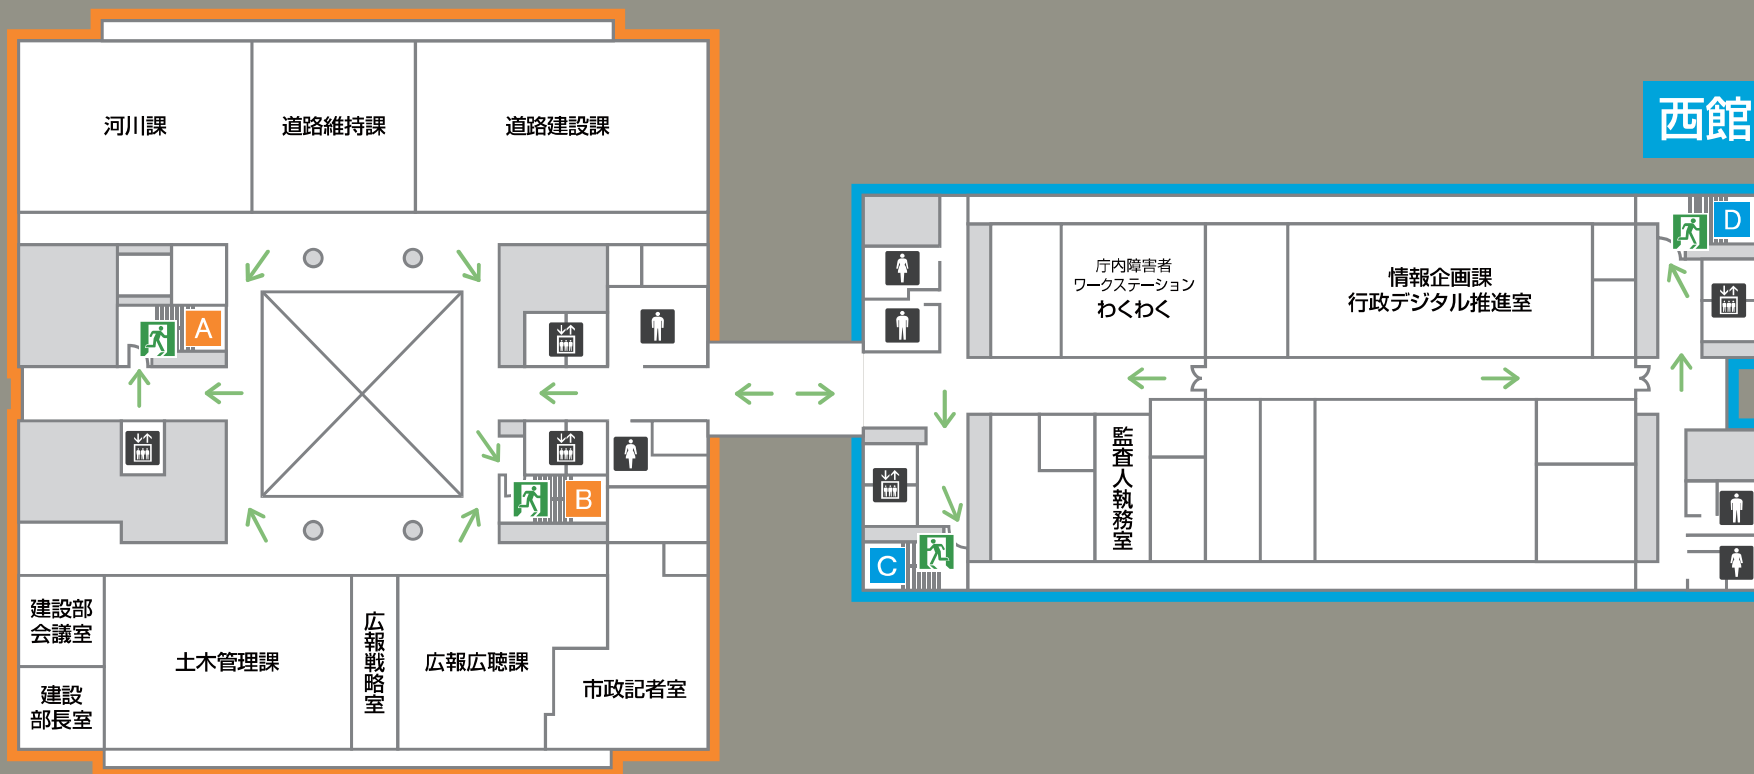 河川課
道路維持課
道路建設課
西館
A
B
建設部
会議室
建設
部長室
土木管理課
広報戦略室
広報広聴課
市政記者室
庁内障害者
ワークステーション
わくわく
情報企画課
行政デジタル推進室
監査人執務室
C
D